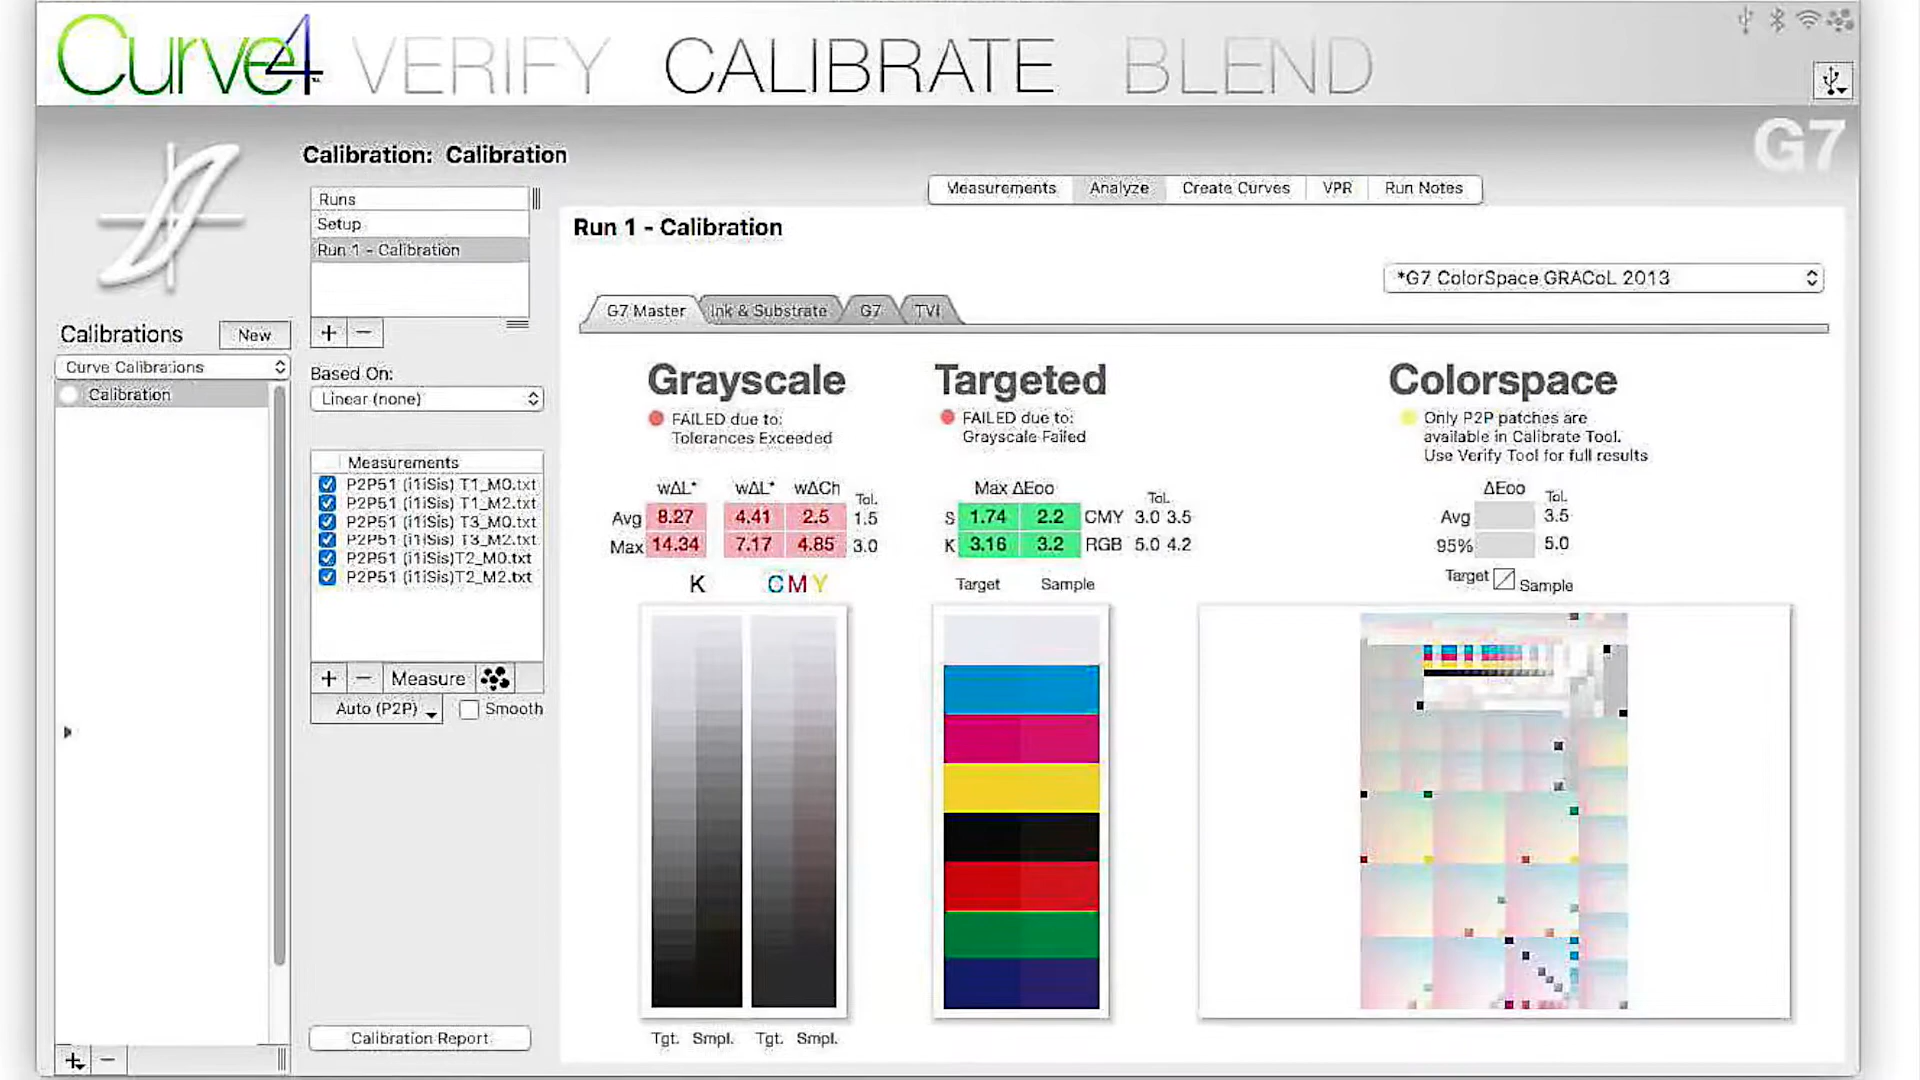 Curve4 VERIFY CALIBRATE BLEND
G7
Calibration: Calibration
Runs
Setup
Run 1 - Calibration
+ −
Calibrations New
Curve Calibrations
Calibration
Based On:
Linear (none)
Measurements
P2P51 (i1iSis) T1_M0.txt
P2P51 (i1iSis) T1_M2.txt
P2P51 (i1iSis) T3_M0.txt
P2P51 (i1iSis) T3_M2.txt
P2P51 (i1iSis)T2_M0.txt
P2P51 (i1iSis)T2_M2.txt
+ − Measure
Auto (P2P) Smooth
Calibration Report
+ −
Measurements Analyze Create Curves VPR Run Notes
Run 1 - Calibration
*G7 ColorSpace GRACoL 2013
G7 Master Ink & Substrate G7 TVI
Grayscale
FAILED due to:
Tolerances Exceeded
wΔL* wΔL* wΔCh Tol.
Avg 8.27 4.41 2.5 1.5
Max 14.34 7.17 4.85 3.0
K CMY
Tgt. Smpl. Tgt. Smpl.
Targeted
FAILED due to:
Grayscale Failed
Max ΔEoo Tol.
S 1.74 2.2 CMY 3.0 3.5
K 3.16 3.2 RGB 5.0 4.2
Target Sample
Colorspace
Only P2P patches are
available in Calibrate Tool.
Use Verify Tool for full results
ΔEoo Tol.
Avg 3.5
95% 5.0
Target Sample